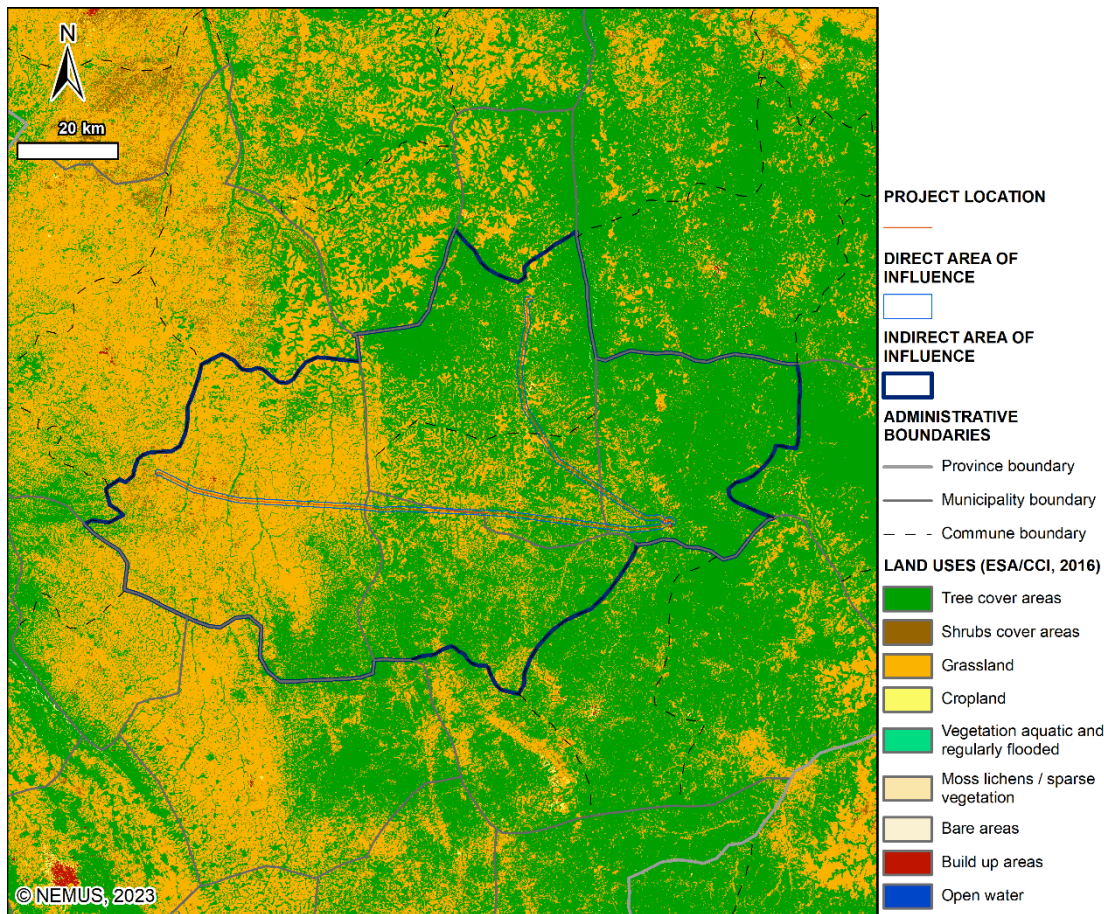 N
20 km
© NEMUS, 2023
PROJECT LOCATION
DIRECT AREA OF
INFLUENCE
INDIRECT AREA OF
INFLUENCE
ADMINISTRATIVE
BOUNDARIES
Province boundary
Municipality boundary
Commune boundary
LAND USES (ESA/CCI, 2016)
Tree cover areas
Shrubs cover areas
Grassland
Cropland
Vegetation aquatic and
regularly flooded
Moss lichens / sparse
vegetation
Bare areas
Build up areas
Open water